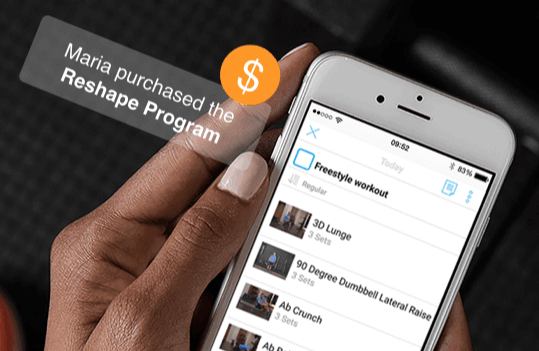 Maria purchased the
Reshape Program
$
09:52
83%
Today
Freestyle workout
Regular
3D Lunge
3 Sets
90 Degree Dumbbell Lateral Raise
3 Sets
Ab Crunch
3 Sets